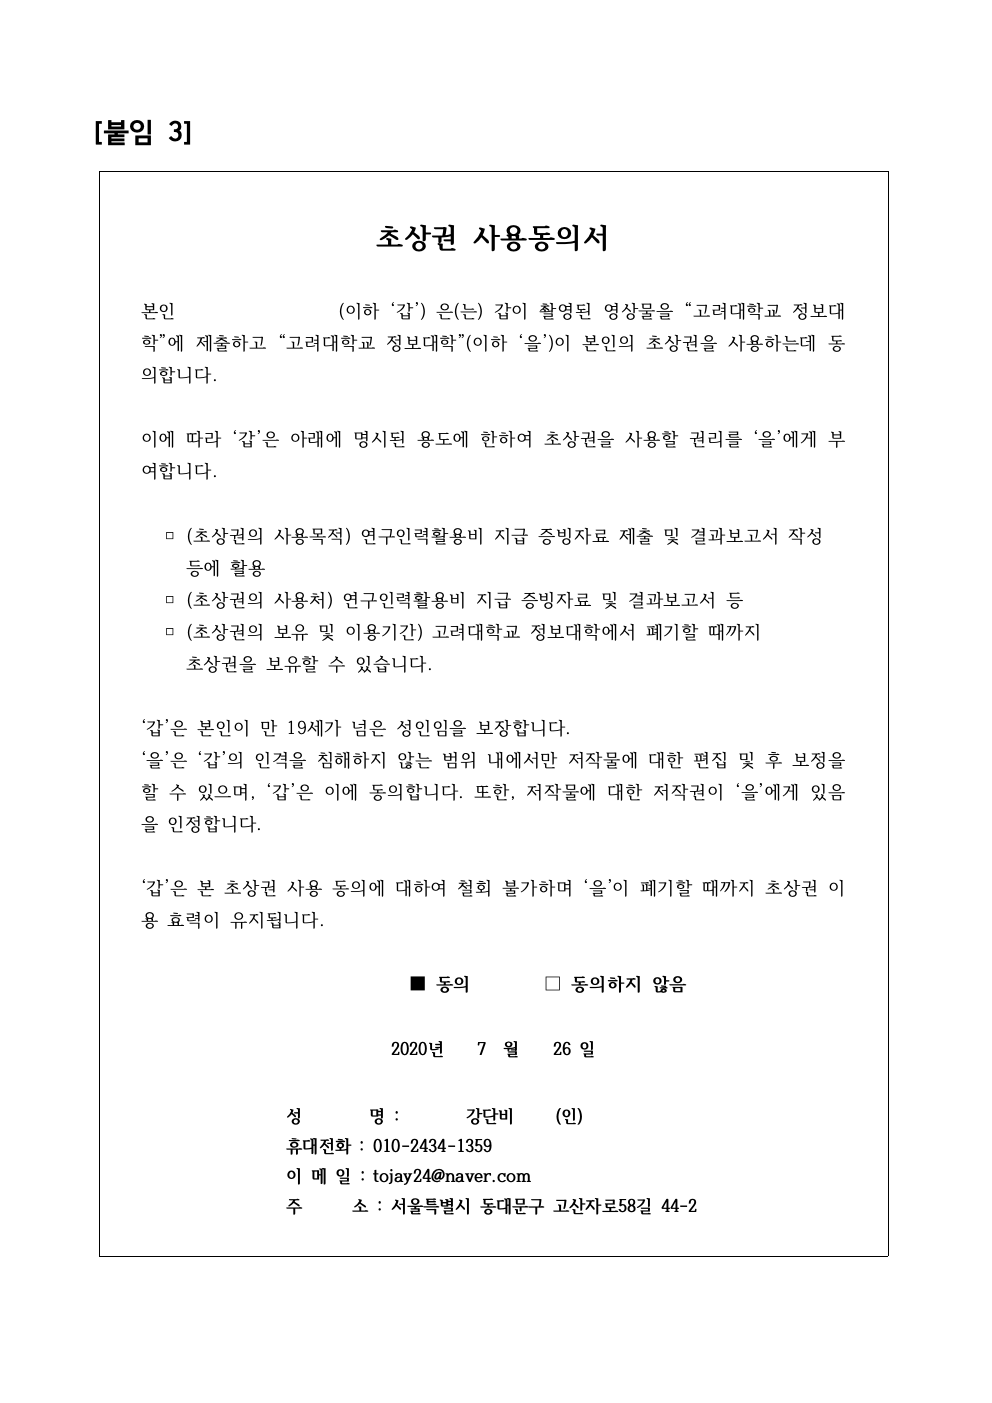 [붙임 3]
초상권 사용동의서
본인 (이하 ‘갑’) 은(는) 갑이 촬영된 영상물을 “고려대학교 정보대
학”에 제출하고 “고려대학교 정보대학”(이하 ‘을’)이 본인의 초상권을 사용하는데 동
의합니다.
이에 따라 ‘갑’은 아래에 명시된 용도에 한하여 초상권을 사용할 권리를 ‘을’에게 부
여합니다.
▫ (초상권의 사용목적) 연구인력활용비 지급 증빙자료 제출 및 결과보고서 작성
등에 활용
▫ (초상권의 사용처) 연구인력활용비 지급 증빙자료 및 결과보고서 등
▫ (초상권의 보유 및 이용기간) 고려대학교 정보대학에서 폐기할 때까지
초상권을 보유할 수 있습니다.
‘갑’은 본인이 만 19세가 넘은 성인임을 보장합니다.
‘을’은 ‘갑’의 인격을 침해하지 않는 범위 내에서만 저작물에 대한 편집 및 후 보정을
할 수 있으며, ‘갑’은 이에 동의합니다. 또한, 저작물에 대한 저작권이 ‘을’에게 있음
을 인정합니다.
‘갑’은 본 초상권 사용 동의에 대하여 철회 불가하며 ‘을’이 폐기할 때까지 초상권 이
용 효력이 유지됩니다.
■ 동의 □ 동의하지 않음
2020년 7 월 26 일
성 명 : 강단비 (인)
휴대전화 : 010-2434-1359
이 메 일 : tojay24@naver.com
주 소 : 서울특별시 동대문구 고산자로58길 44-2